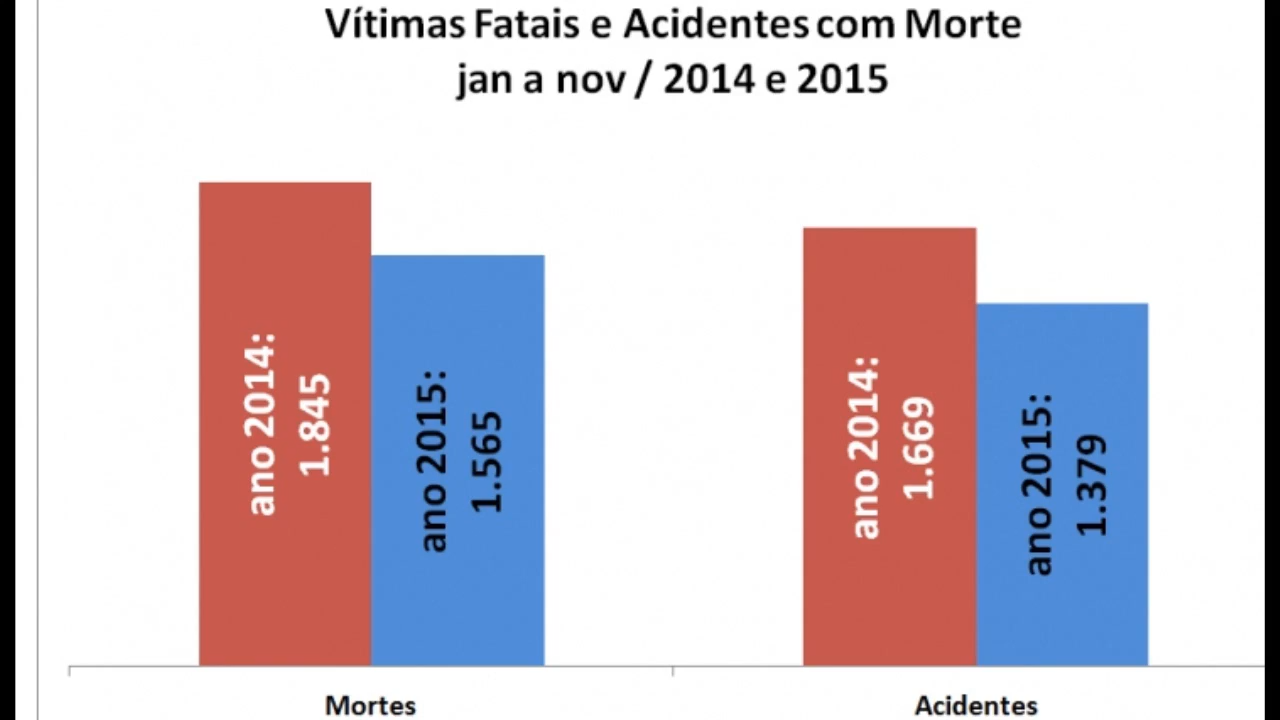 Vítimas Fatais e Acidentes com Morte
jan a nov / 2014 e 2015
ano 2014:
1.845
ano 2015:
1.565
ano 2014:
1.669
ano 2015:
1.379
Mortes
Acidentes